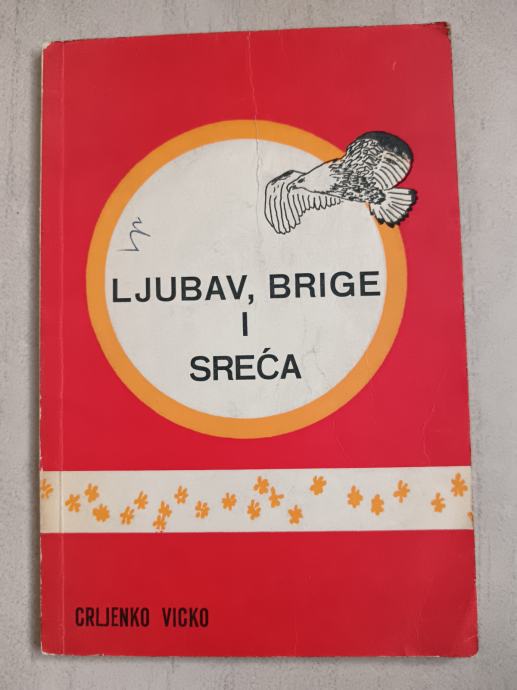 LJUBAV, BRIGE
I
SREĆA
CRLJENKO VICKO